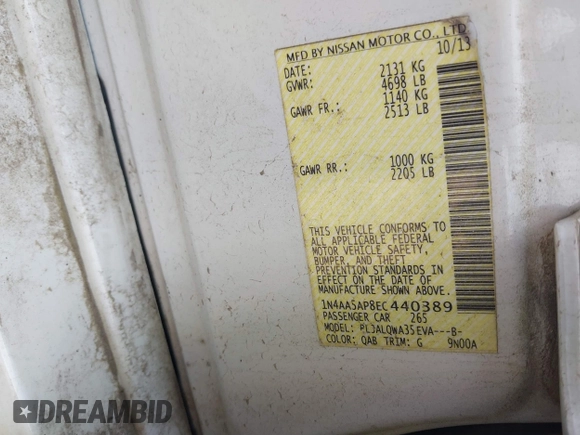 MFD BY NISSAN MOTOR CO., LTD
10/13
DATE: 2131 KG
GVWR: 4698 LB
1140 KG
GAWR FR.: 2513 LB
GAWR RR.: 1000 KG
2205 LB
THIS VEHICLE CONFORMS TO
ALL APPLICABLE FEDERAL
MOTOR VEHICLE SAFETY,
BUMPER, AND THEFT
PREVENTION STANDARDS IN
EFFECT ON THE DATE OF
MANUFACTURE SHOWN ABOVE.
1N4AA5AP8EC440389
PASSENGER CAR 265
MODEL: PLJALQWA35EVA---B-
COLOR: QAB TRIM: G 9N00A
DREAMBID